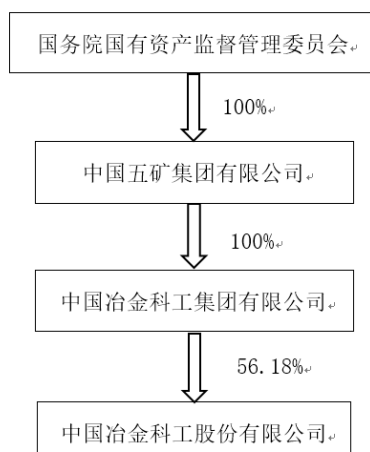 国务院国有资产监督管理委员会
100%
中国五矿集团有限公司
100%
中国冶金科工集团有限公司
56.18%
中国冶金科工股份有限公司